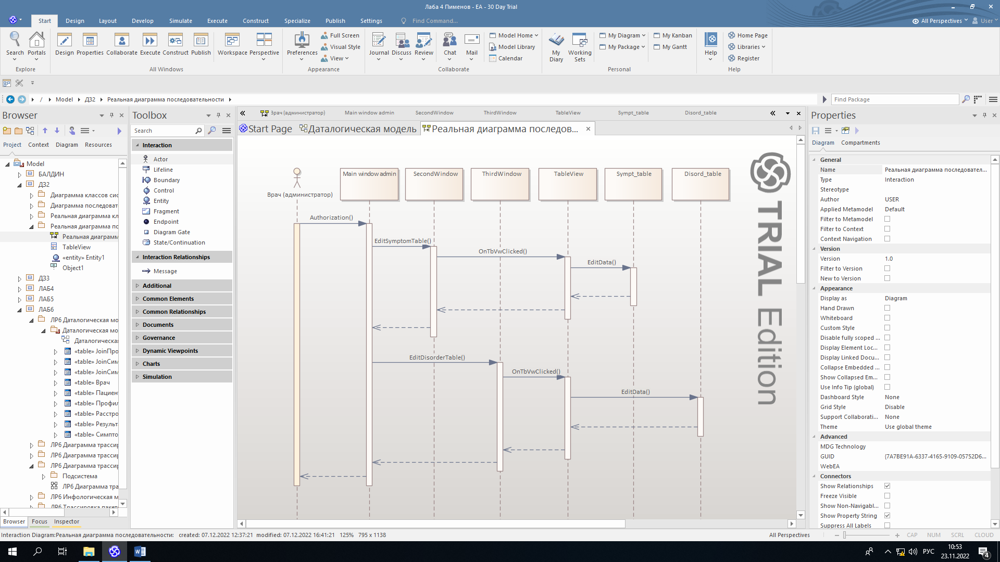 Лаба 4 Пименов - EA - 30 Day Trial
Start Design Layout Develop Simulate Execute Construct Specialize Publish Settings Find Command... All Perspectives User
Search Portals Design Properties Collaborate Execute Construct Publish Workspace Perspective Preferences Full Screen Visual Style View Journal Discuss Review Chat Mail Model Home Model Library Calendar My Diary Working Sets My Diagram My Package My Kanban My Gantt Help Home Page Libraries Register
Explore All Windows Appearance Collaborate Personal Help
/ Model ДЗ2 Реальная диаграмма последовательности Find Package
Browser
Project Context Diagram Resources
Model
БАЛДИН
ДЗ2
Диаграмма классов сис
Диаграмма последоват
Реальная диаграмма кл
Реальная диаграмма пс
Реальная диаграмм
TableView
«entity» Entity1
Object1
ДЗ3
ЛАБ4
ЛАБ5
ЛАБ6
ЛР6 Даталогическая мо
Даталогическая мо
Даталогическа
«table» JoinПро
«table» JoinСим
«table» JoinСим
«table» Врач
«table» Пациен
«table» Профил
«table» Расстро
«table» Результ
«table» Симпто
ЛР6 Диаграмма трассир
ЛР6 Диаграмма трассир
ЛР6 Диаграмма трассир
Подсистема
ЛР6 Диаграмма тра
ЛР6 Инфологическая м
ЛР6 Трассировка пакет
Browser Focus Inspector
Toolbox
Search
Interaction
Actor
Lifeline
Boundary
Control
Entity
Fragment
Endpoint
Diagram Gate
State/Continuation
Interaction Relationships
Message
Additional
Common Elements
Common Relationships
Documents
Governance
Dynamic Viewpoints
Charts
Simulation
Врач (администратор) Main window admin SecondWindow ThirdWindow TableView Sympt_table Disord_table
Start Page Даталогическая модель Реальная диаграмма последов...
Main window admin SecondWindow ThirdWindow TableView Sympt_table Disord_table
Врач (администратор)
Authorization()
EditSymptomTable()
OnTbVwClicked()
EditData()
EditDisorderTable()
OnTbVwClicked()
EditData()
TRIAL Edition
Properties
Diagram Compartments
General
Name Реальная диаграмма последовател...
Type Interaction
Stereotype
Author USER
Applied Metamodel Default
Filter to Metamodel
Filter to Context
Context Navigation
Version
Version 1.0
Filter to Version
New to Version
Appearance
Display as Diagram
Hand Drawn
Whiteboard
Custom Style
Disable fully scoped ...
Display Element Loc...
Display Linked Docu...
Collapse Embedded ...
Show Collapsed Em...
Use Info Tip (global)
Dashboard Style None
Grid Style Disable
Support Collaborati... None
Theme Use global theme
Advanced
MDG Technology
GUID {7A7BE91A-6337-4165-9109-05752D6...
WebEA
Connectors
Show Relationships
Freeze Visible
Show Non-Navigabl...
Show Property String
Suppress All Labels
Interaction Diagram:Реальная диаграмма последовательности: created: 07.12.2022 12:37:21 modified: 07.12.2022 16:41:21 125% 795 x 1138 All Perspectives CAP NUM SCRL CLOUD
РУС 10:53
23.11.2022
4